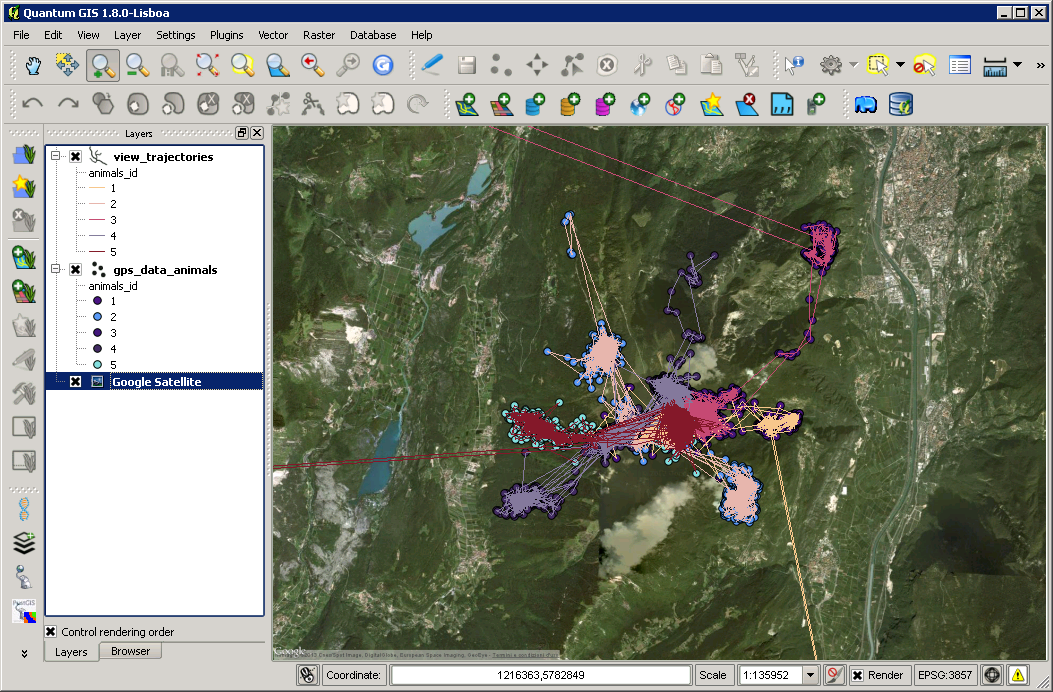 Quantum GIS 1.8.0-Lisboa
File Edit View Layer Settings Plugins Vector Raster Database Help
Layers
view_trajectories
animals_id
1
2
3
4
5
gps_data_animals
animals_id
1
2
3
4
5
Google Satellite
Control rendering order
Layers Browser
Google
PostGIS
Coordinate: 1216363,5782849 Scale 1:135952 Render EPSG:3857